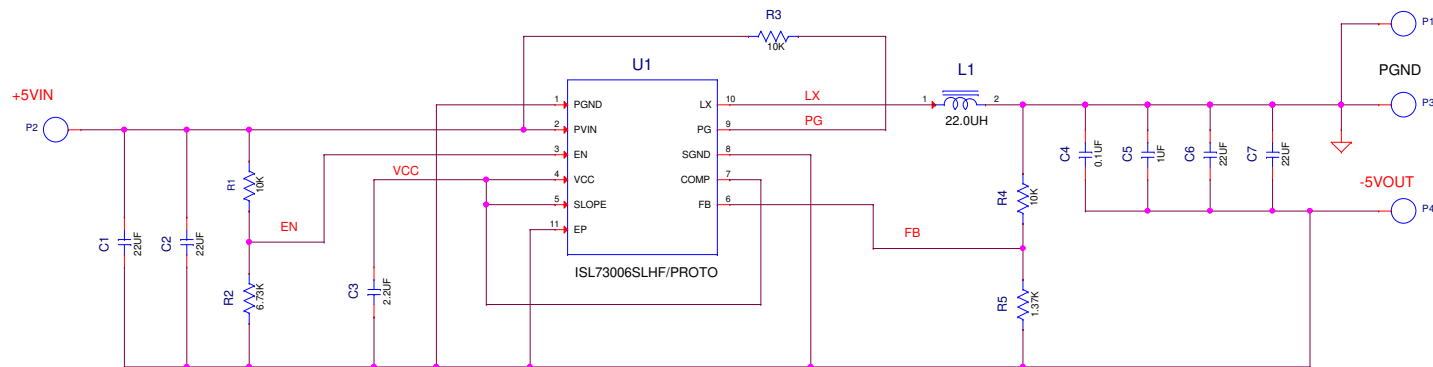 R3
10K
P1
U1
L1
PGND
+5VIN
P2
1 PGND
2 PVIN
3 EN
4 VCC
5 SLOPE
11 EP
LX 10
PG 9
SGND 8
COMP 7
FB 6
LX
PG
1 2
22.0UH
P3
VCC
EN
FB
R1
10K
R2
6.73K
C1
22UF
C2
22UF
C3
2.2UF
ISL73006SLHF/PROTO
R4
10K
R5
1.37K
C4
0.1UF
C5
1UF
C6
22UF
C7
22UF
-5VOUT
P4